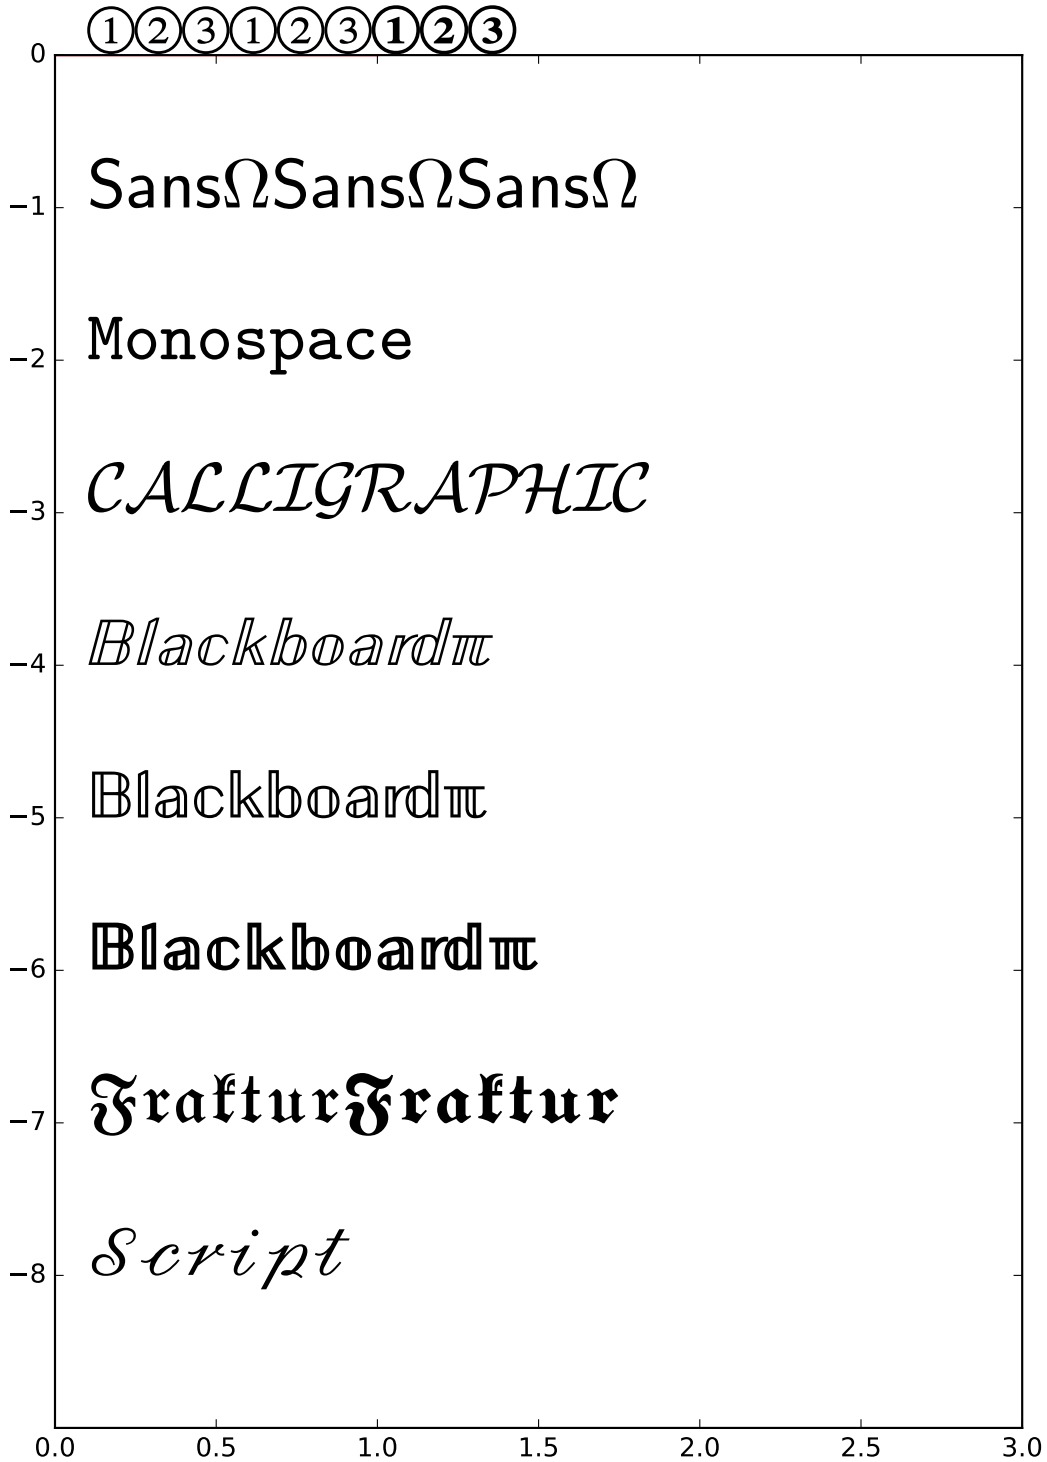 ①②③①②③①②③
0
SansΩSansΩSansΩ
−1
Monospace
−2
CALLIGRAPHIC
−3
Blackboardπ
−4
Blackboardπ
−5
Blackboardπ
−6
FrakturFraktur
−7
Script
−8
0.0 0.5 1.0 1.5 2.0 2.5 3.0